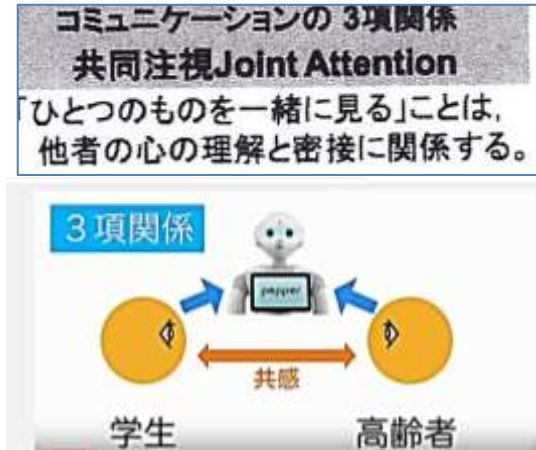 コミュニケーションの 3項関係
共同注視Joint Attention
「ひとつのものを一緒に見る」ことは,
他者の心の理解と密接に関係する。
3項関係
pepper
共感
学生
高齢者